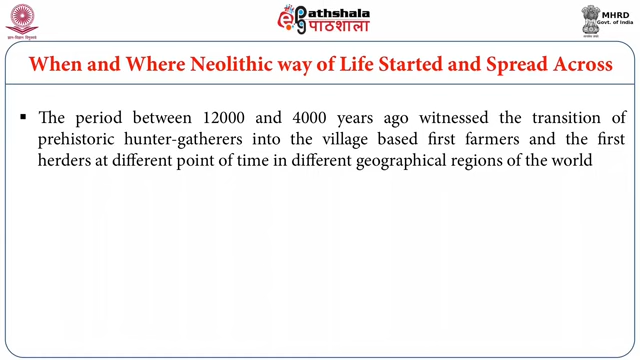 Pathshala
पाठशाला
MHRD
Govt. of India
When and Where Neolithic way of Life Started and Spread Across
▪ The period between 12000 and 4000 years ago witnessed the transition of
prehistoric hunter-gatherers into the village based first farmers and the first
herders at different point of time in different geographical regions of the world